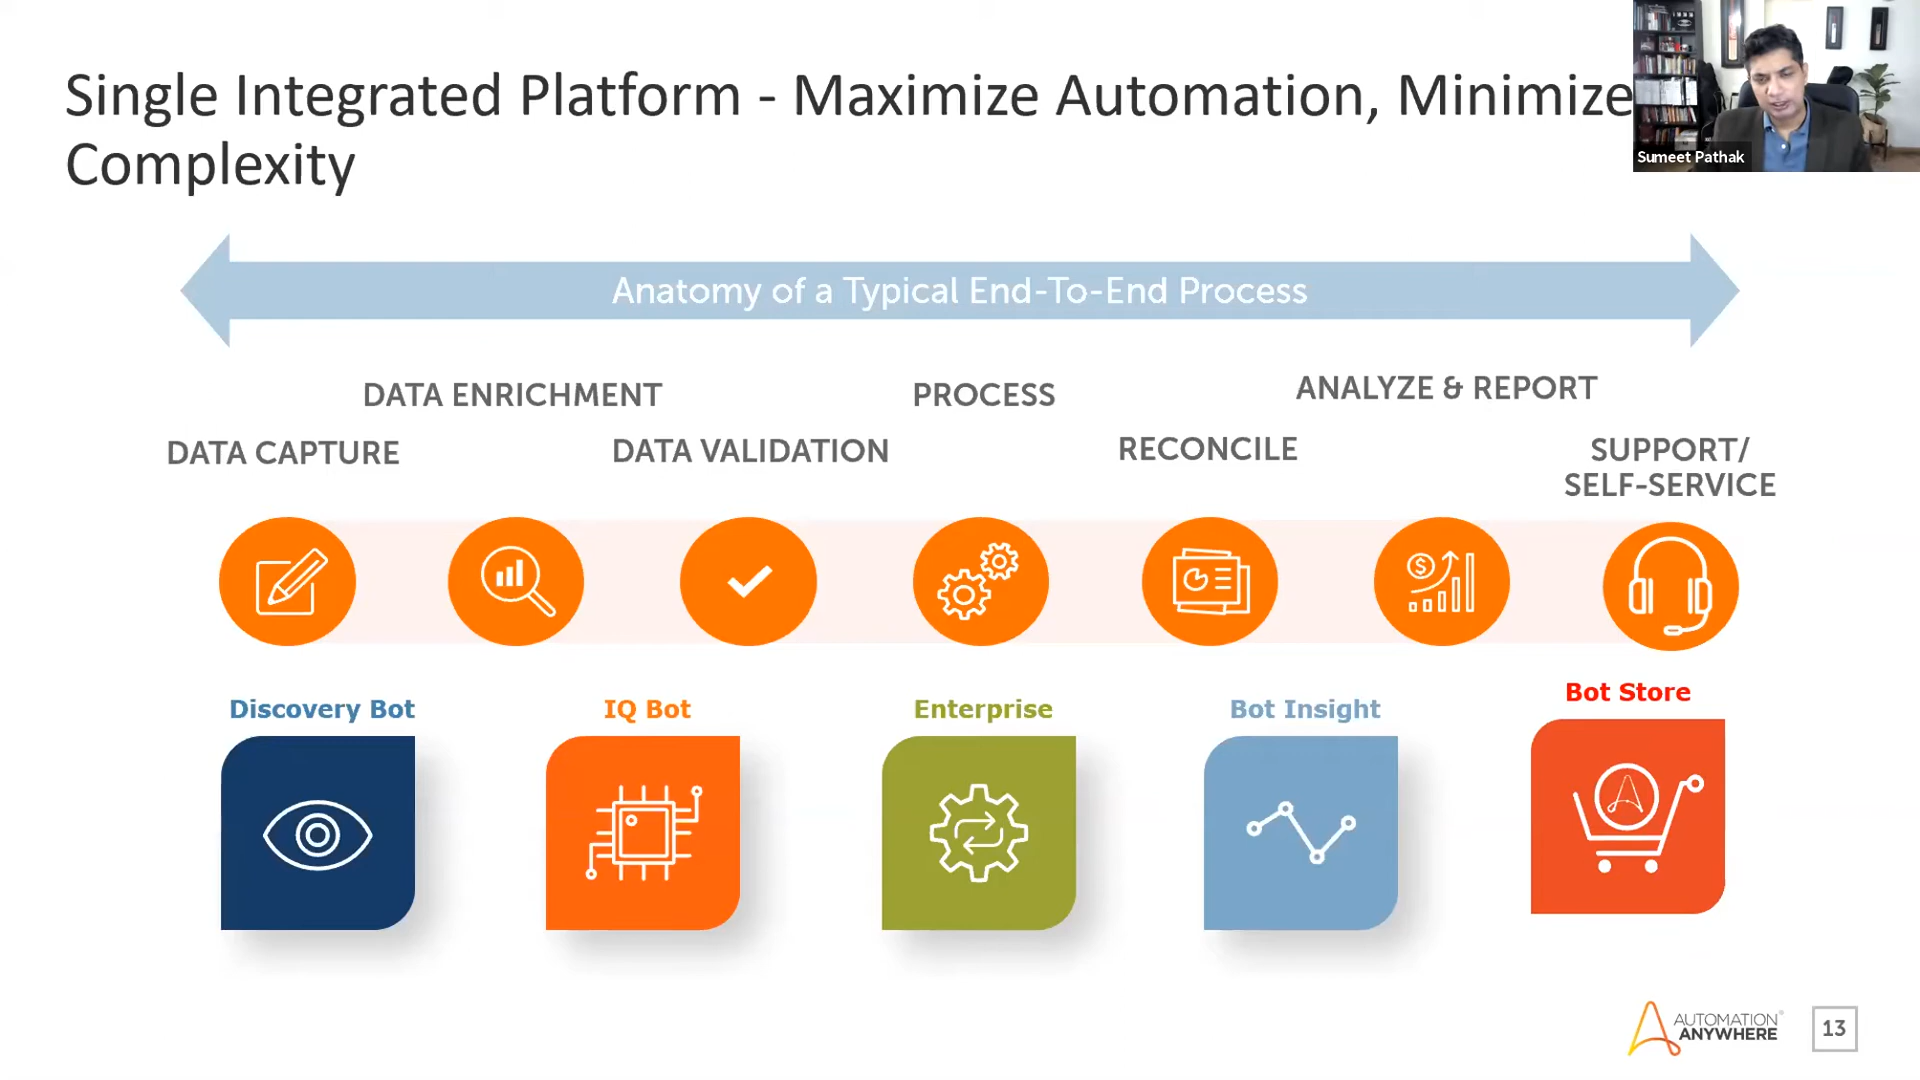 Single Integrated Platform - Maximize Automation, Minimize
Complexity
Sumeet Pathak
Anatomy of a Typical End-To-End Process
DATA ENRICHMENT
PROCESS
ANALYZE & REPORT
DATA CAPTURE
DATA VALIDATION
RECONCILE
SUPPORT/
SELF-SERVICE
$
Discovery Bot
IQ Bot
Enterprise
Bot Insight
Bot Store
AUTOMATION
ANYWHERE
13